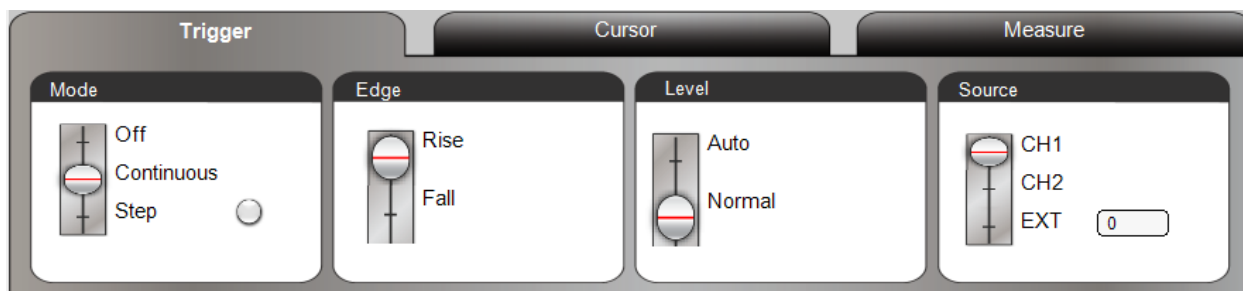 Trigger
Cursor
Measure
Mode
Off
Continuous
Step
Edge
Rise
Fall
Level
Auto
Normal
Source
CH1
CH2
EXT 0